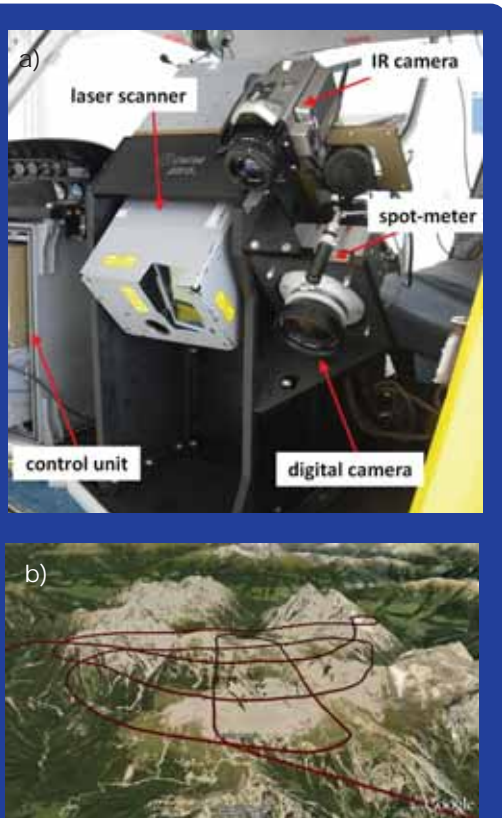 a)
IR camera
laser scanner
spot-meter
control unit
digital camera
b)
Google